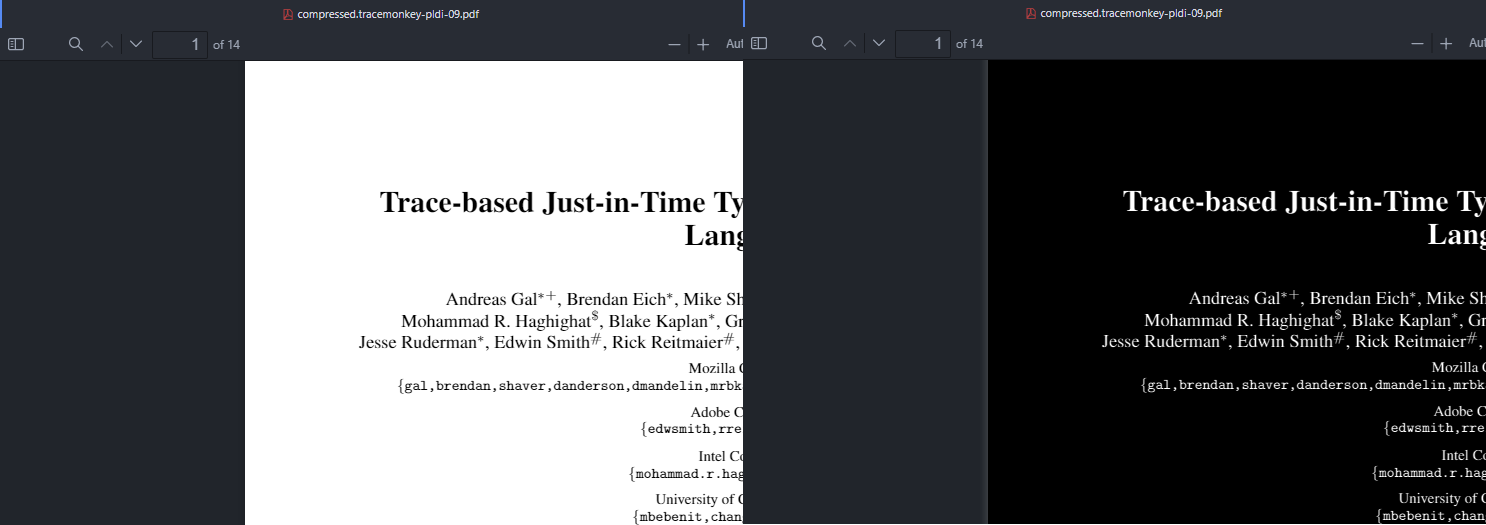 compressed.tracemonkey-pldi-09.pdf
1 of 14
Aut
Trace-based Just-in-Time Ty
Lang
Andreas Gal*+, Brendan Eich*, Mike Sh
Mohammad R. Haghighat$, Blake Kaplan*, Gr
Jesse Ruderman*, Edwin Smith#, Rick Reitmaier#,
Mozilla C
{gal,brendan,shaver,danderson,dmandelin,mrbk
Adobe C
{edwsmith,rre
Intel Co
{mohammad.r.hag
University of C
{mbebenit,chan
compressed.tracemonkey-pldi-09.pdf
1 of 14
Aut
Trace-based Just-in-Time Ty
Lang
Andreas Gal*+, Brendan Eich*, Mike Sh
Mohammad R. Haghighat$, Blake Kaplan*, Gr
Jesse Ruderman*, Edwin Smith#, Rick Reitmaier#,
Mozilla C
{gal,brendan,shaver,danderson,dmandelin,mrbk
Adobe C
{edwsmith,rre
Intel Co
{mohammad.r.hag
University of C
{mbebenit,chan